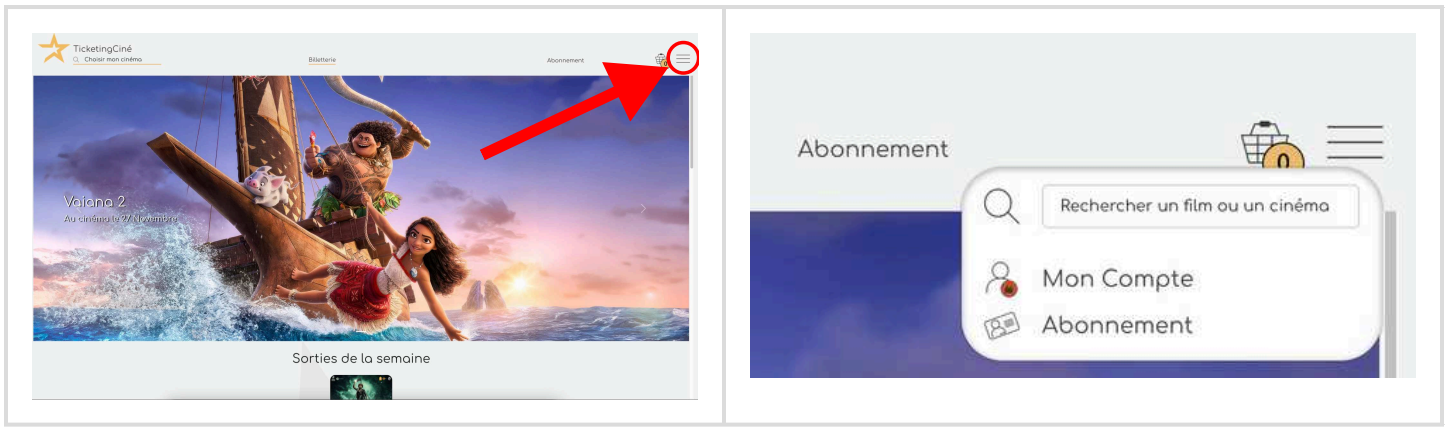 TicketingCiné
Choisir mon cinéma
Billetterie
Abonnement
0
Vaiana 2
Au cinéma le 27 Novembre
Sorties de la semaine
Abonnement
0
Rechercher un film ou un cinéma
Mon Compte
Abonnement